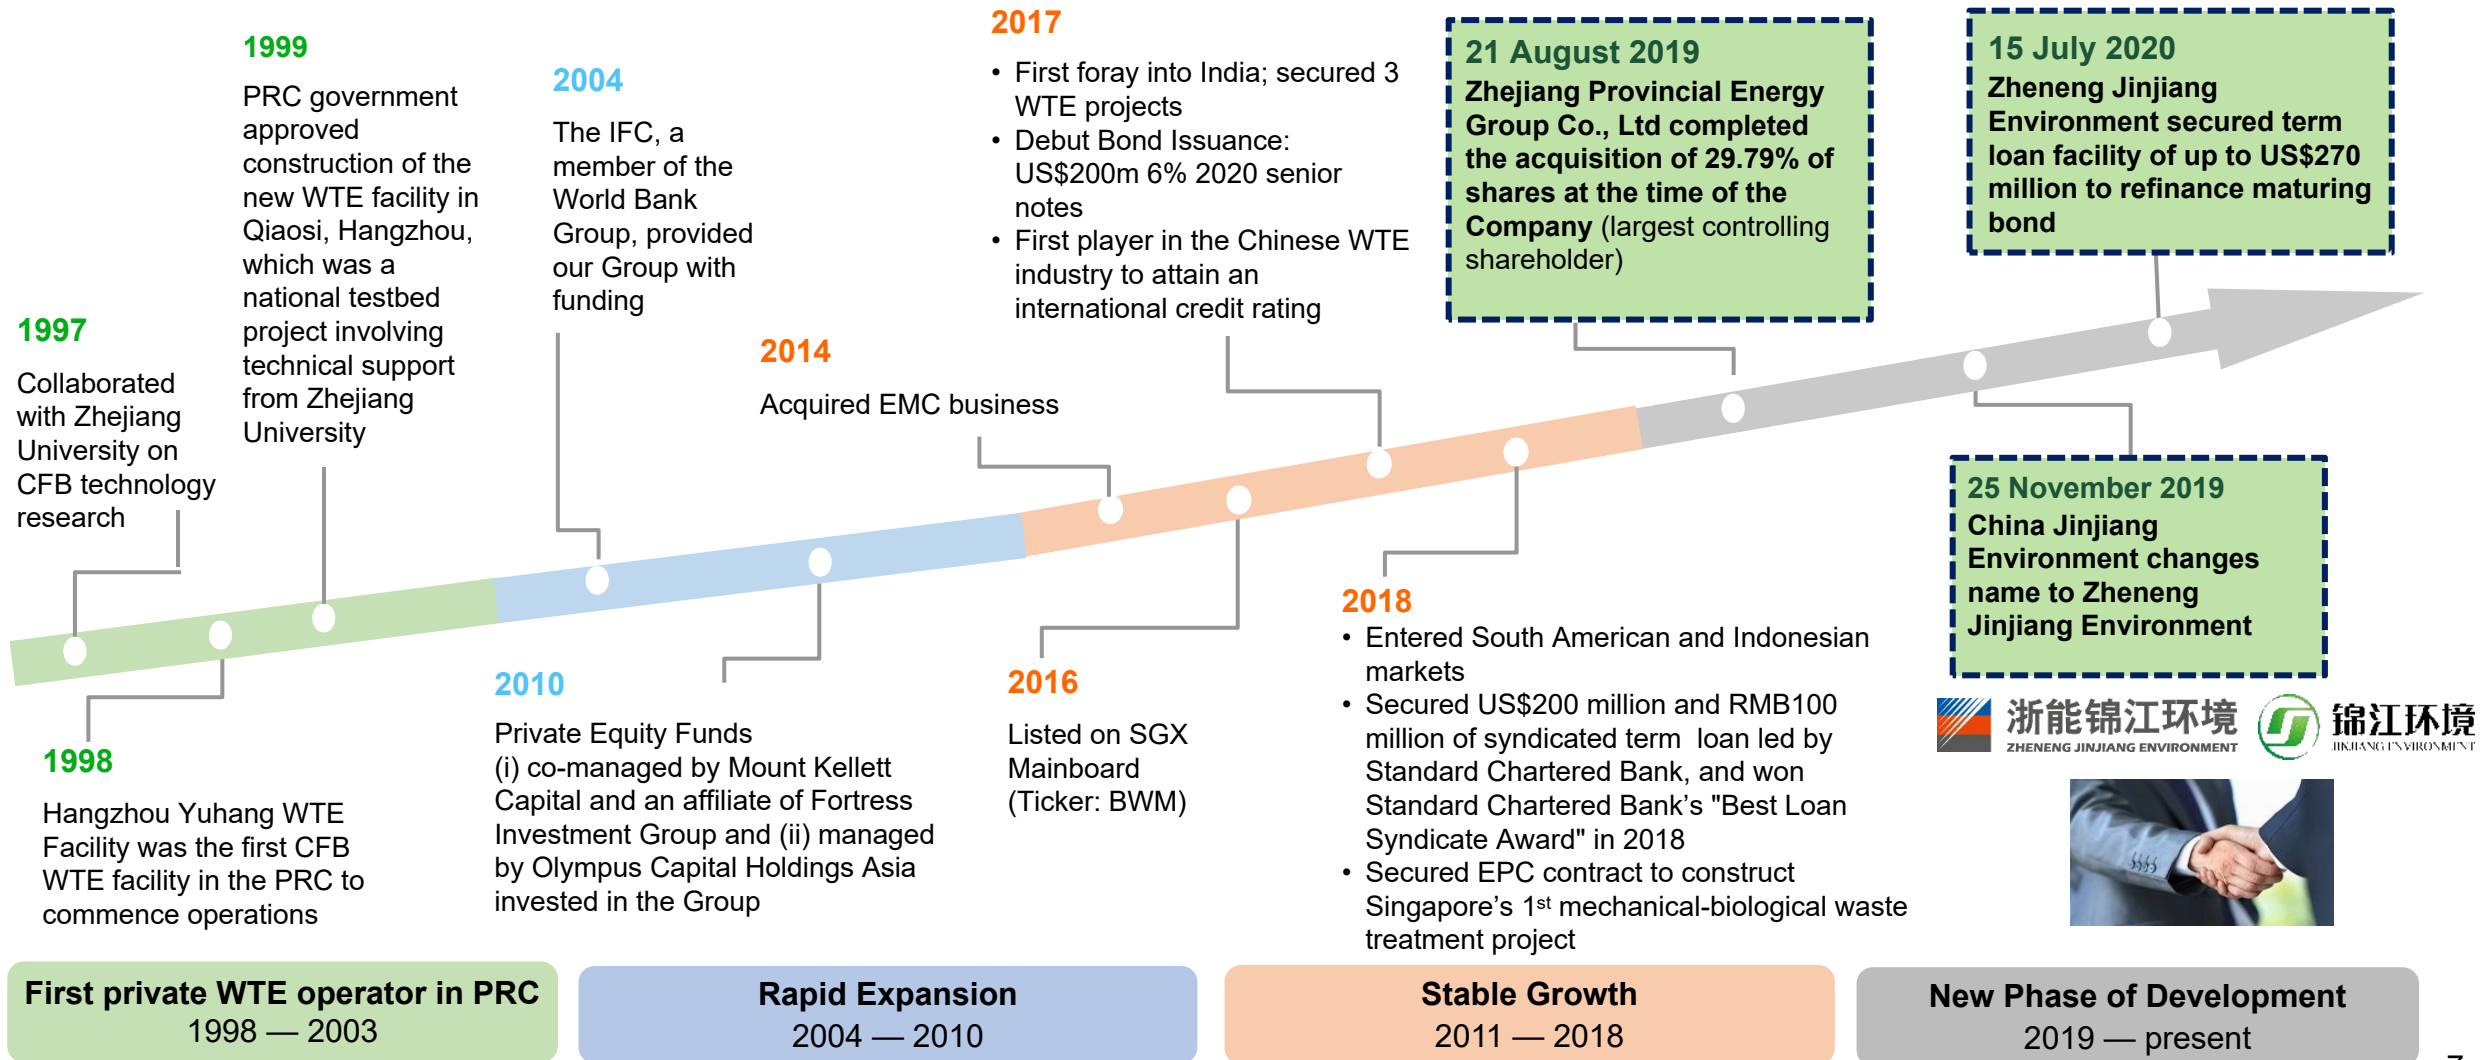 1997
Collaborated
with Zhejiang
University on
CFB technology
research
1998
Hangzhou Yuhang WTE
Facility was the first CFB
WTE facility in the PRC to
commence operations
1999
PRC government
approved
construction of the
new WTE facility in
Qiaosi, Hangzhou,
which was a
national testbed
project involving
technical support
from Zhejiang
University
2004
The IFC, a
member of the
World Bank
Group, provided
our Group with
funding
2010
Private Equity Funds
(i) co-managed by Mount Kellett
Capital and an affiliate of Fortress
Investment Group and (ii) managed
by Olympus Capital Holdings Asia
invested in the Group
2014
Acquired EMC business
2016
Listed on SGX
Mainboard
(Ticker: BWM)
2017
• First foray into India; secured 3
WTE projects
• Debut Bond Issuance:
US$200m 6% 2020 senior
notes
• First player in the Chinese WTE
industry to attain an
international credit rating
2018
• Entered South American and Indonesian
markets
• Secured US$200 million and RMB100
million of syndicated term loan led by
Standard Chartered Bank, and won
Standard Chartered Bank’s "Best Loan
Syndicate Award" in 2018
• Secured EPC contract to construct
Singapore’s 1st mechanical-biological waste
treatment project
21 August 2019
Zhejiang Provincial Energy
Group Co., Ltd completed
the acquisition of 29.79% of
shares at the time of the
Company (largest controlling
shareholder)
25 November 2019
China Jinjiang
Environment changes
name to Zheneng
Jinjiang Environment
15 July 2020
Zheneng Jinjiang
Environment secured term
loan facility of up to US$270
million to refinance maturing
bond
浙能锦江环境
ZHENENG JINJIANG ENVIRONMENT
锦江环境
JINJIANG ENVIRONMENT
First private WTE operator in PRC
1998 — 2003
Rapid Expansion
2004 — 2010
Stable Growth
2011 — 2018
New Phase of Development
2019 — present